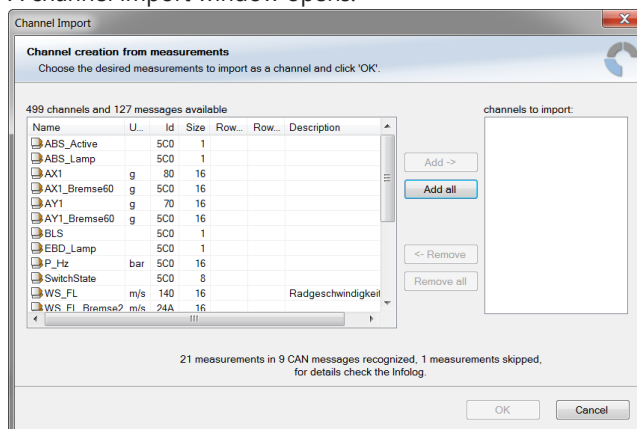 A channel import window opens.
Channel Import
Channel creation from measurements
Choose the desired measurements to import as a channel and click 'OK'.
499 channels and 127 messages available
channels to import:
Name U... Id Size Row... Row... Description
ABS_Active 5C0 1
ABS_Lamp 5C0 1
AX1 g 80 16
AX1_Bremse60 g 5C0 16
AY1 g 70 16
AY1_Bremse60 g 5C0 16
BLS 5C0 1
EBD_Lamp 5C0 1
P_Hz bar 5C0 16
SwitchState 5C0 8
WS_FL m/s 140 16 Radgeschwindigkeit
WS_FL_Bremse2 m/s 24A 16
Add ->
Add all
<- Remove
Remove all
21 measurements in 9 CAN messages recognized, 1 measurements skipped,
for details check the Infolog.
OK
Cancel